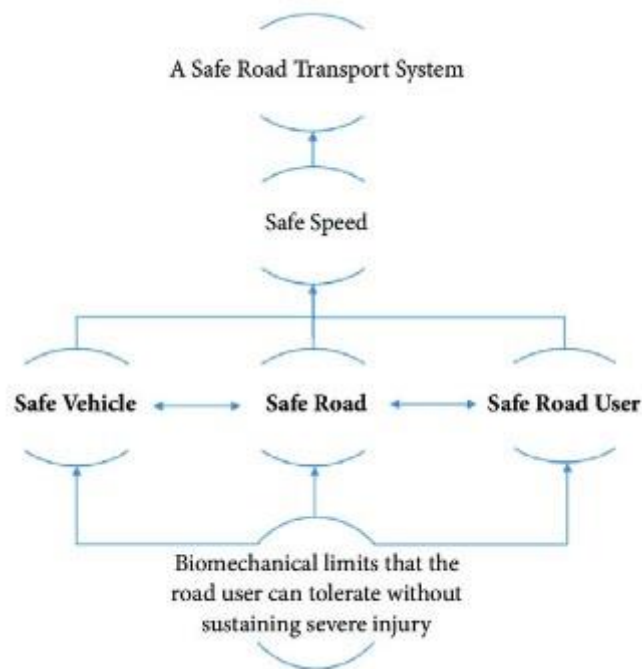 A Safe Road Transport System
Safe Speed
Safe Vehicle
Safe Road
Safe Road User
Biomechanical limits that the
road user can tolerate without
sustaining severe injury